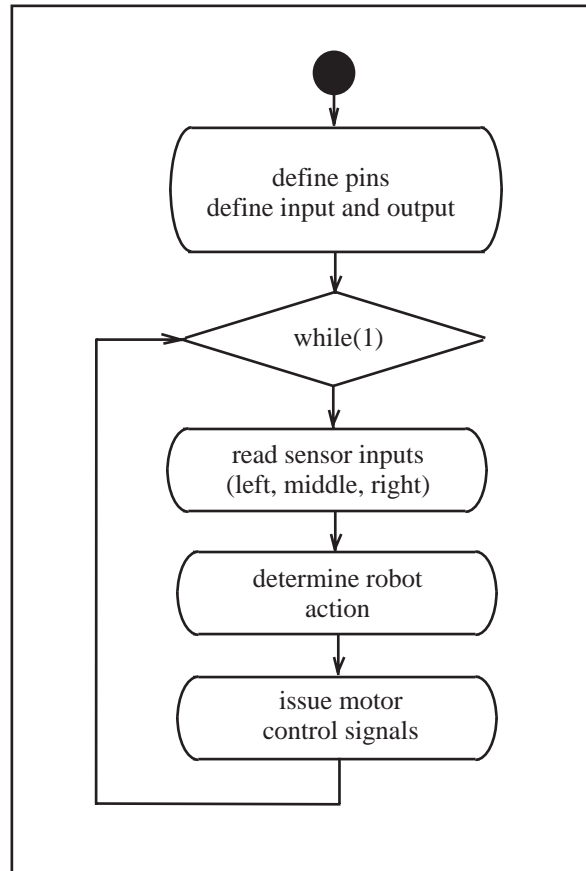 define pins
define input and output
while(1)
read sensor inputs
(left, middle, right)
determine robot
action
issue motor
control signals